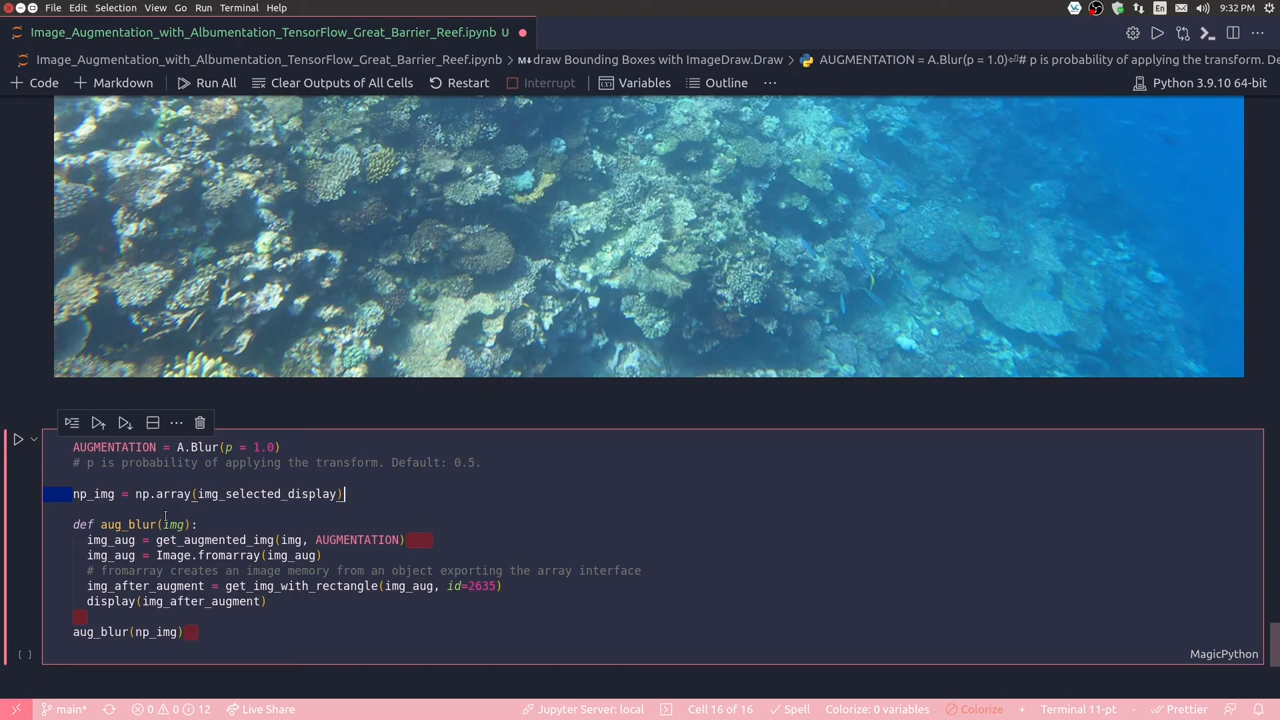 File Edit Selection View Go Run Terminal Help
En 9:32 PM
Image_Augmentation_with_Albumentation_TensorFlow_Great_Barrier_Reef.ipynb U
Image_Augmentation_with_Albumentation_TensorFlow_Great_Barrier_Reef.ipynb > draw Bounding Boxes with ImageDraw.Draw > AUGMENTATION = A.Blur(p = 1.0)⏎# p is probability of applying the transform. De
+ Code + Markdown Run All Clear Outputs of All Cells Restart Interrupt Variables Outline ... Python 3.9.10 64-bit
AUGMENTATION = A.Blur(p = 1.0)
# p is probability of applying the transform. Default: 0.5.
np_img = np.array(img_selected_display)
def aug_blur(img):
img_aug = get_augmented_img(img, AUGMENTATION)
img_aug = Image.fromarray(img_aug)
# fromarray creates an image memory from an object exporting the array interface
img_after_augment = get_img_with_rectangle(img_aug, id=2635)
display(img_after_augment)
aug_blur(np_img)
[ ] MagicPython
main* 0 0 12 Live Share Jupyter Server: local Cell 16 of 16 Spell Colorize: 0 variables Colorize + Terminal 11-pt - Prettier